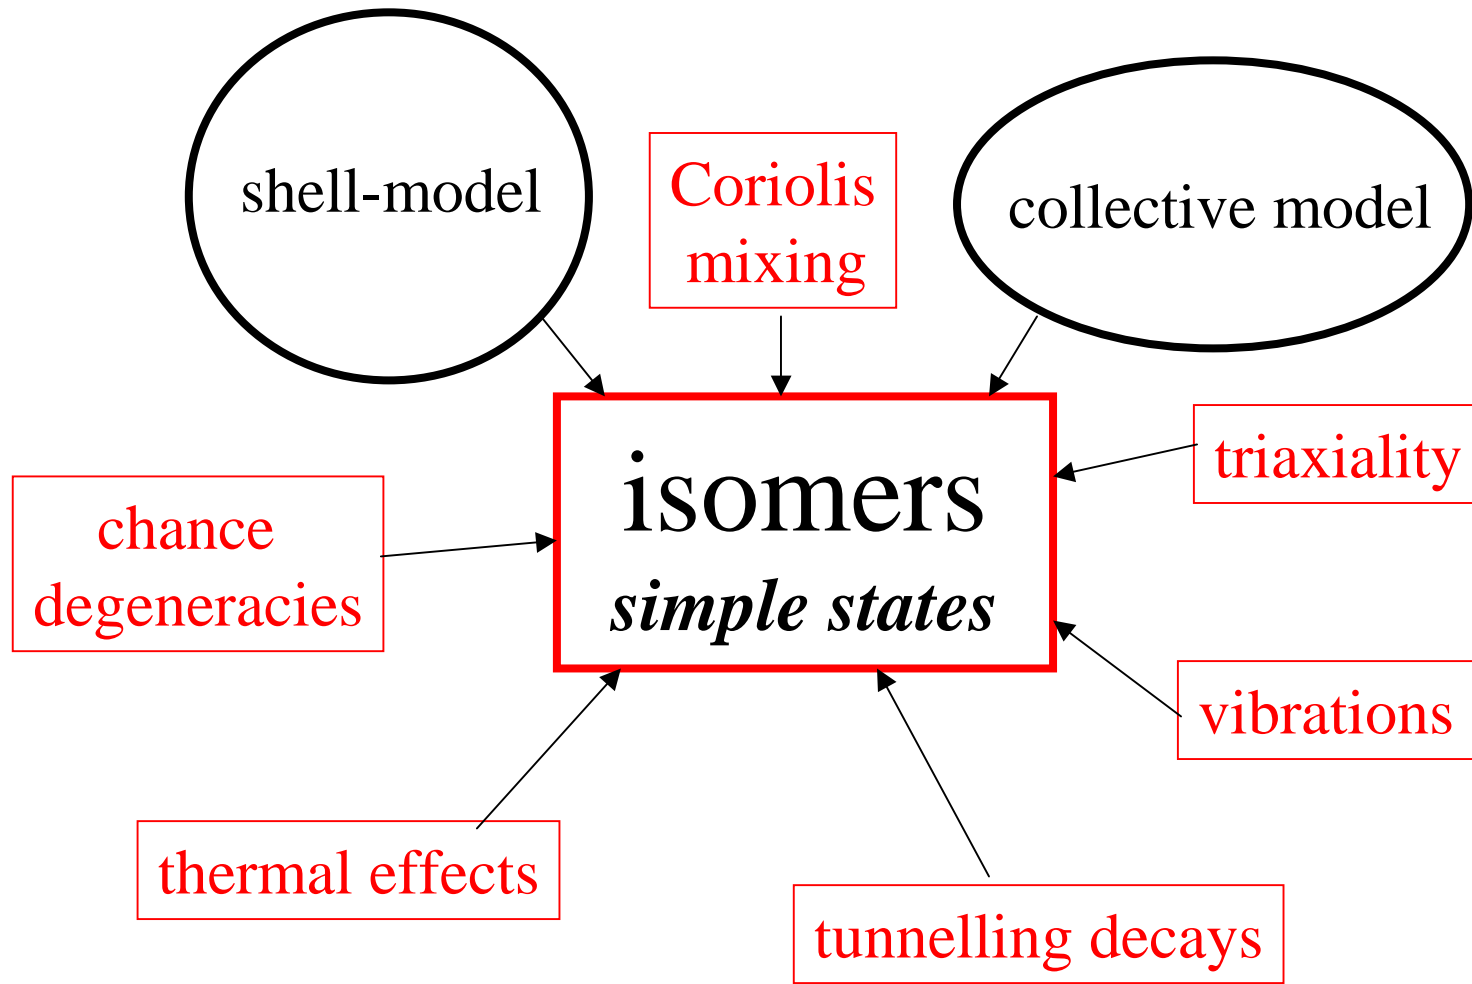 shell-model
Coriolis
mixing
collective model
isomers
simple states
triaxiality
chance
degeneracies
vibrations
thermal effects
tunnelling decays